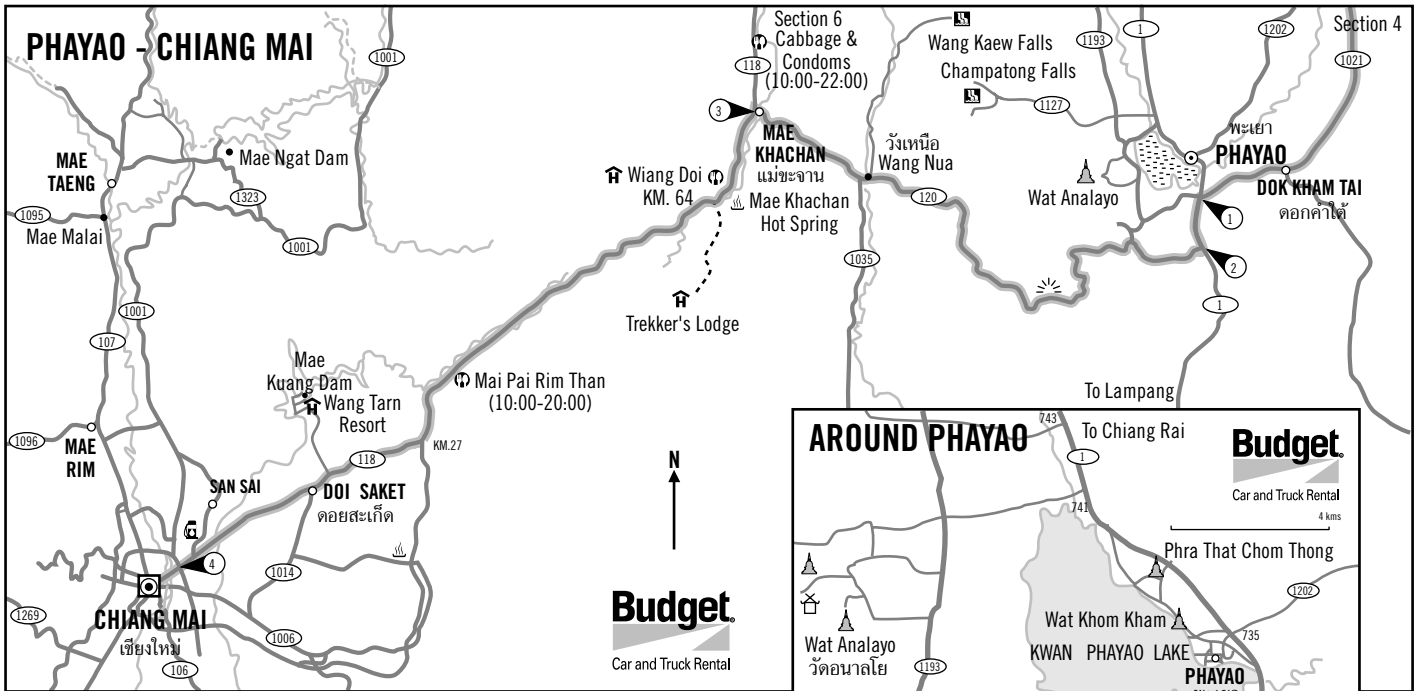 PHAYAO - CHIANG MAI
1001
Section 6
118
Cabbage &
Condoms
(10:00-22:00)
Wang Kaew Falls
Champatong Falls
1193
1
1202
Section 4
1021
1127
3
MAE
KHACHAN
แม่ขะจาน
วังเหนือ
Wang Nua
พะเยา
PHAYAO
Wat Analayo
DOK KHAM TAI
ดอกคำใต้
MAE
TAENG
Mae Ngat Dam
1323
1095
Mae Malai
1001
Wiang Doi
KM. 64
Mae Khachan
Hot Spring
120
1
2
1035
1
Trekker's Lodge
1001
107
Mae
Kuang Dam
Wang Tarn
Resort
Mai Pai Rim Than
(10:00-20:00)
To Lampang
1096
MAE
RIM
KM.27
118
SAN SAI
DOI SAKET
ดอยสะเก็ด
N
4
1014
CHIANG MAI
เชียงใหม่
1269
1006
106
Budget
Car and Truck Rental
AROUND PHAYAO
743
To Chiang Rai
1
Budget
Car and Truck Rental
741
4 kms
Phra That Chom Thong
1202
Wat Khom Kham
735
KWAN PHAYAO LAKE
PHAYAO
Wat Analayo
วัดอนาลโย
1193